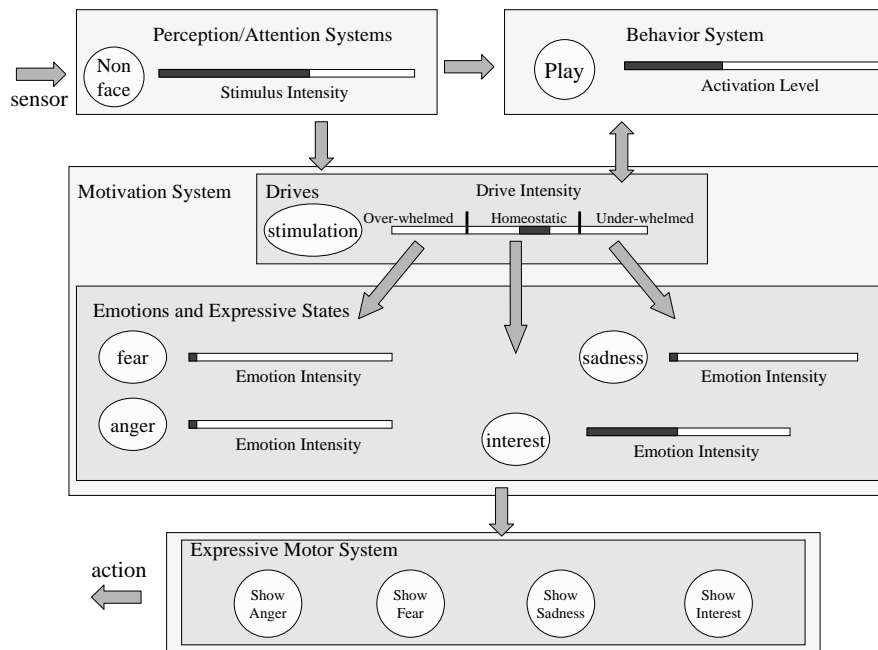 Perception/Attention Systems
Non
face
Stimulus Intensity
sensor
Behavior System
Play
Activation Level
Motivation System
Drives
Drive Intensity
stimulation
Over-whelmed
Homeostatic
Under-whelmed
Emotions and Expressive States
fear
Emotion Intensity
sadness
Emotion Intensity
anger
Emotion Intensity
interest
Emotion Intensity
Expressive Motor System
action
Show
Anger
Show
Fear
Show
Sadness
Show
Interest